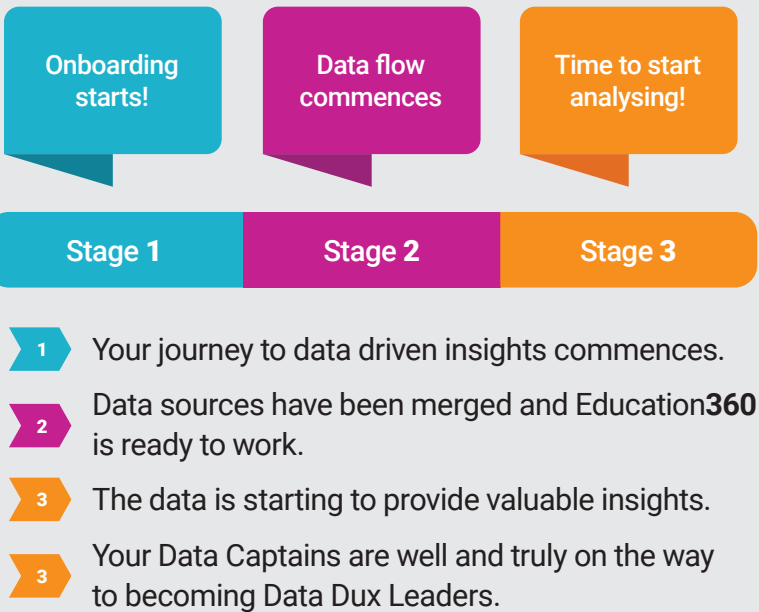 Onboarding
starts!
Data flow
commences
Time to start
analysing!
Stage 1
Stage 2
Stage 3
1 Your journey to data driven insights commences.
2 Data sources have been merged and Education360
is ready to work.
3 The data is starting to provide valuable insights.
3 Your Data Captains are well and truly on the way
to becoming Data Dux Leaders.